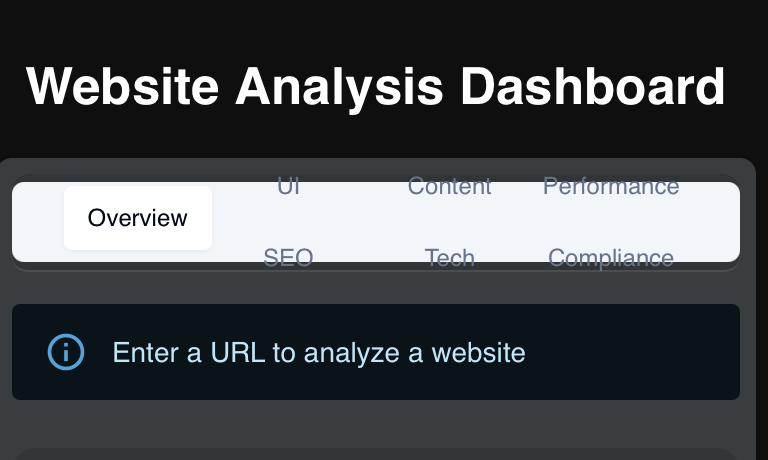 Website Analysis Dashboard
UI Content Performance
Overview
SEO Tech Compliance
Enter a URL to analyze a website